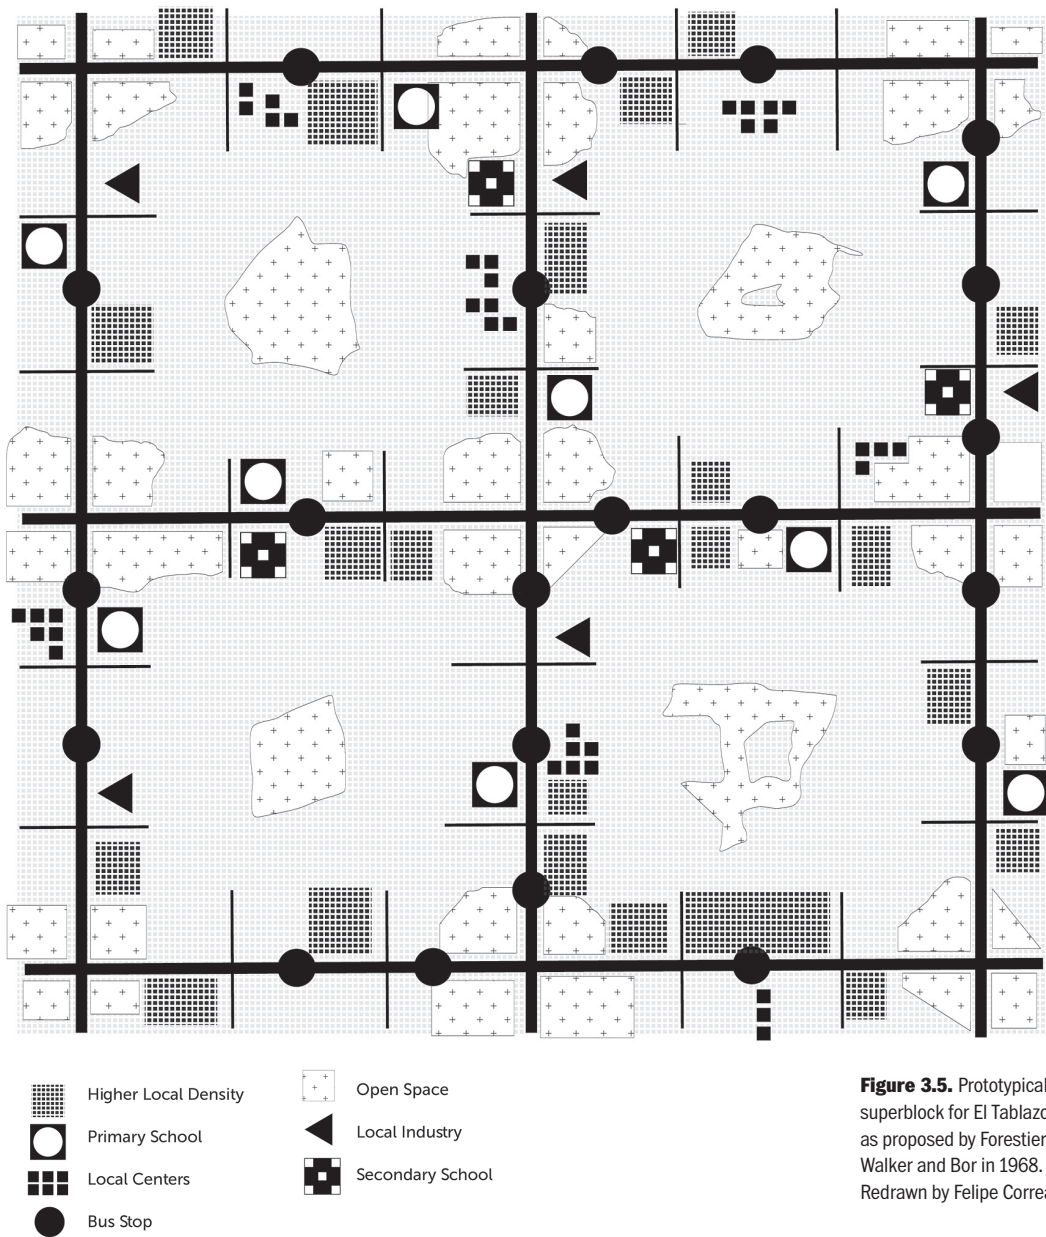 Higher Local Density
Primary School
Local Centers
Bus Stop
Open Space
Local Industry
Secondary School
Figure 3.5. Prototypical
superblock for El Tablazo
as proposed by Forestier
Walker and Bor in 1968.
Redrawn by Felipe Correa